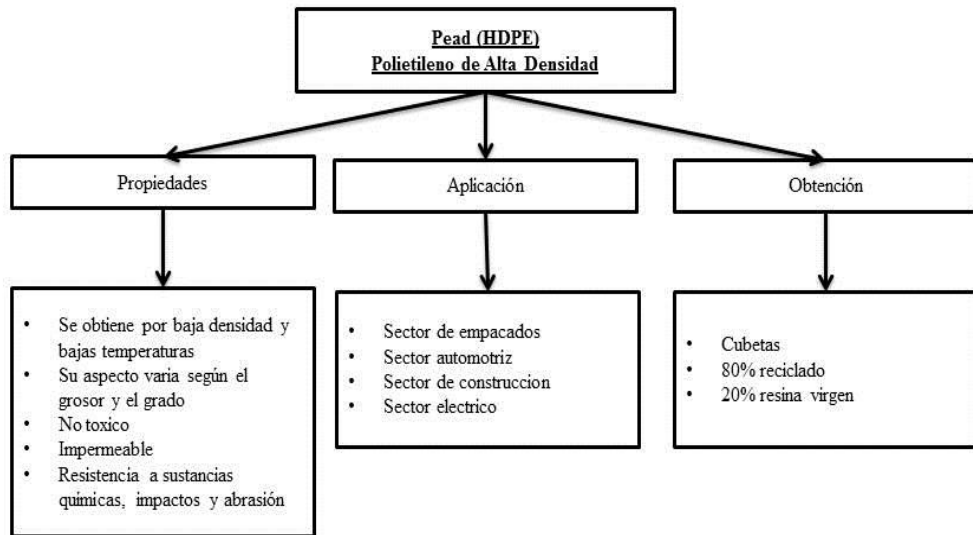 Pead (HDPE)
Polietileno de Alta Densidad
Propiedades
Aplicación
Obtención
• Se obtiene por baja densidad y
bajas temperaturas
• Su aspecto varia según el
grosor y el grado
• No toxico
• Impermeable
• Resistencia a sustancias
químicas, impactos y abrasión
• Sector de empacados
• Sector automotriz
• Sector de construccion
• Sector electrico
• Cubetas
• 80% reciclado
• 20% resina virgen